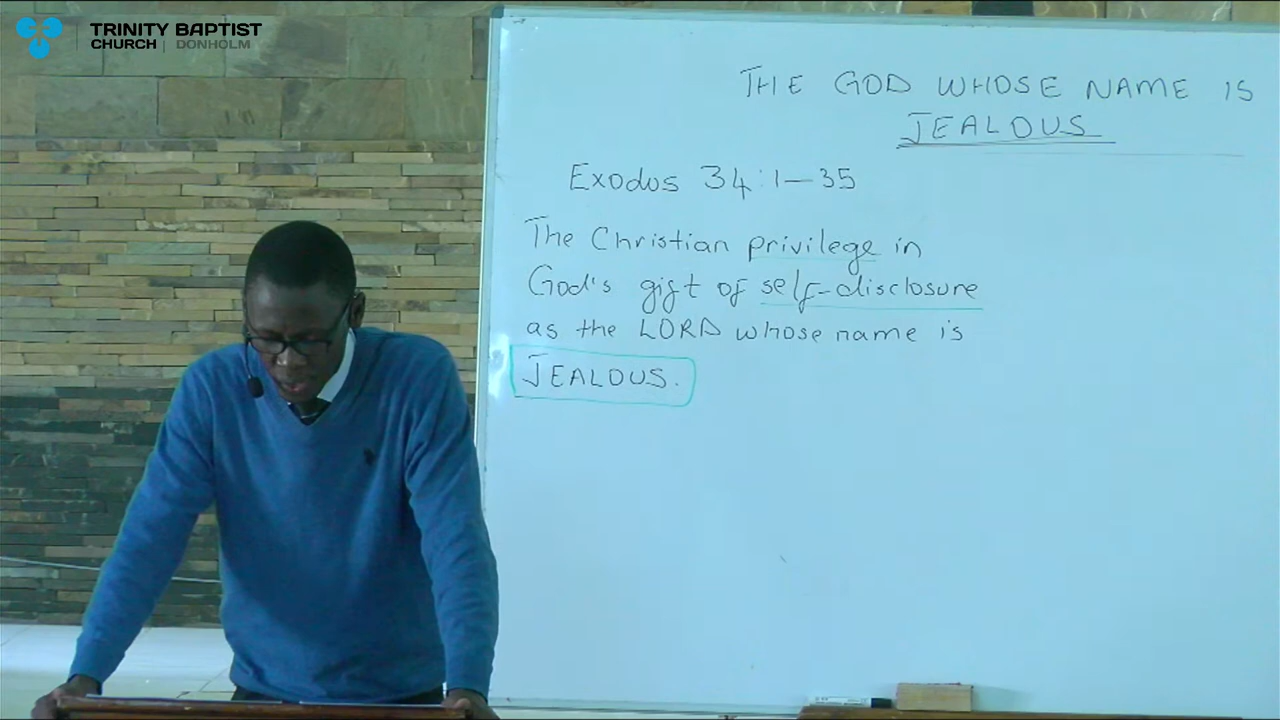 TRINITY BAPTIST
CHURCH | DONHOLM
THE GOD WHOSE NAME IS
JEALOUS
Exodus 34:1-35
The Christian privilege in
God's gift of self-disclosure
as the LORD whose name is
JEALOUS.